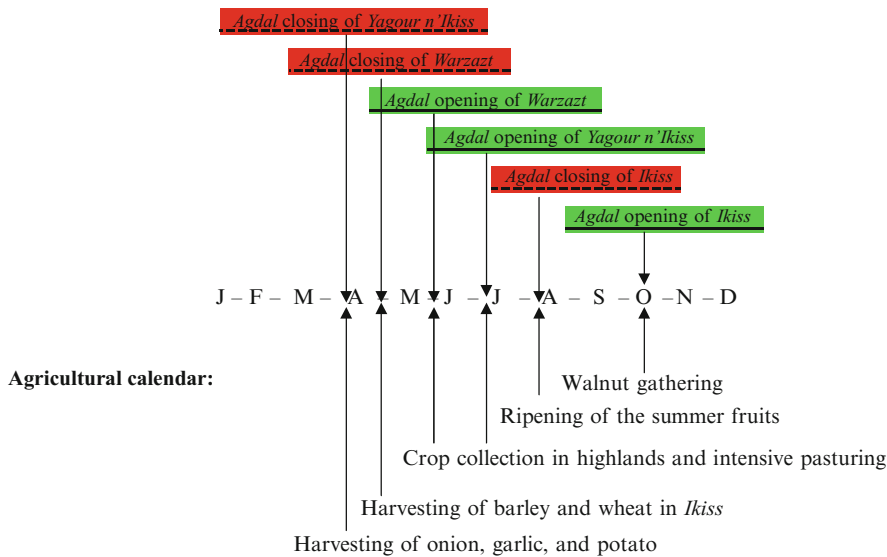 Agdal closing of Yagour n'Ikiss
Agdal closing of Warzazt
Agdal opening of Warzazt
Agdal opening of Yagour n'Ikiss
Agdal closing of Ikiss
Agdal opening of Ikiss
J – F – M – A – M – J – J – A – S – O – N – D
Agricultural calendar:
Walnut gathering
Ripening of the summer fruits
Crop collection in highlands and intensive pasturing
Harvesting of barley and wheat in Ikiss
Harvesting of onion, garlic, and potato